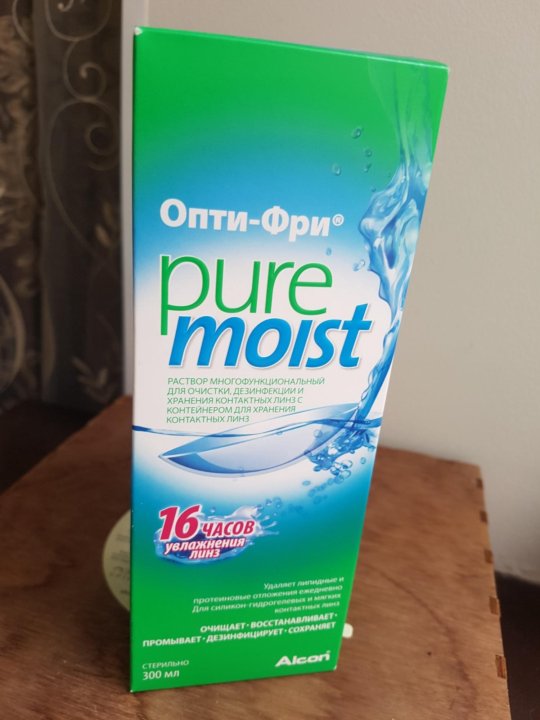 Опти-Фри®
pure
moist
РАСТВОР МНОГОФУНКЦИОНАЛЬНЫЙ
ДЛЯ ОЧИСТКИ, ДЕЗИНФЕКЦИИ И
ХРАНЕНИЯ КОНТАКТНЫХ ЛИНЗ С
КОНТЕЙНЕРОМ ДЛЯ ХРАНЕНИЯ
КОНТАКТНЫХ ЛИНЗ
16 ЧАСОВ
увлажнения
линз
Удаляет липидные и
протеиновые отложения ежедневно
Для силикон-гидрогелевых и мягких
контактных линз
ОЧИЩАЕТ · ВОССТАНАВЛИВАЕТ ·
ПРОМЫВАЕТ · ДЕЗИНФИЦИРУЕТ · СОХРАНЯЕТ
СТЕРИЛЬНО
300 мл
Alcon